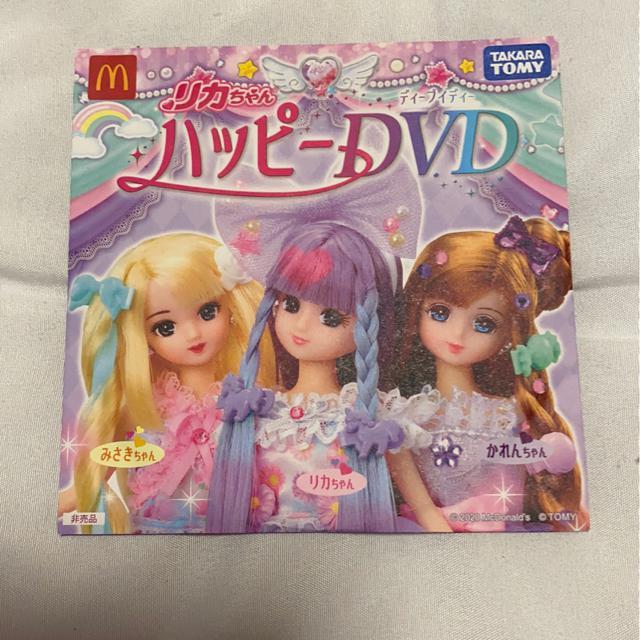 TAKARA
TOMY
リカちゃん
ディーブイディー
ハッピーDVD
みさきちゃん
リカちゃん
かれんちゃん
非売品
© 2020 McDonald's © TOMY